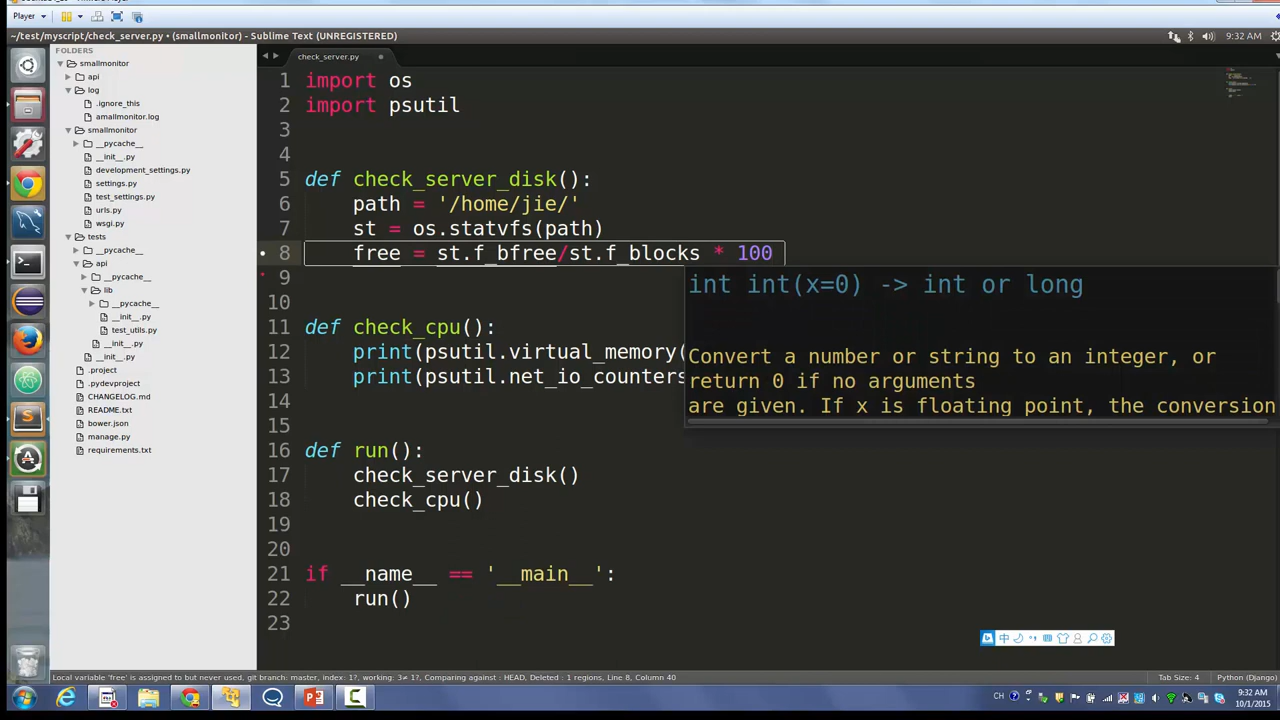 Player
~/test/myscript/check_server.py • (smallmonitor) - Sublime Text (UNREGISTERED)
9:32 AM
FOLDERS
smallmonitor
api
log
.ignore_this
amallmonitor.log
smallmonitor
__pycache__
__init__.py
development_settings.py
settings.py
test_settings.py
urls.py
wsgi.py
tests
__pycache__
api
__pycache__
lib
__pycache__
__init__.py
test_utils.py
__init__.py
__init__.py
.project
.pydevproject
CHANGELOG.md
README.txt
bower.json
manage.py
requirements.txt
check_server.py
1 import os
2 import psutil
3
4
5 def check_server_disk():
6 path = '/home/jie/'
7 st = os.statvfs(path)
8 free = st.f_bfree/st.f_blocks * 100
9
10
11 def check_cpu():
12 print(psutil.virtual_memory(
13 print(psutil.net_io_counters
14
15
16 def run():
17 check_server_disk()
18 check_cpu()
19
20
21 if __name__ == '__main__':
22 run()
23
int int(x=0) -> int or long
Convert a number or string to an integer, or
return 0 if no arguments
are given. If x is floating point, the conversion
中
Local variable 'free' is assigned to but never used, git branch: master, index: 1?, working: 3≠ 1?, Comparing against : HEAD, Deleted : 1 regions, Line 8, Column 40
Tab Size: 4
Python (Django)
CH
9:32 AM
10/1/2015